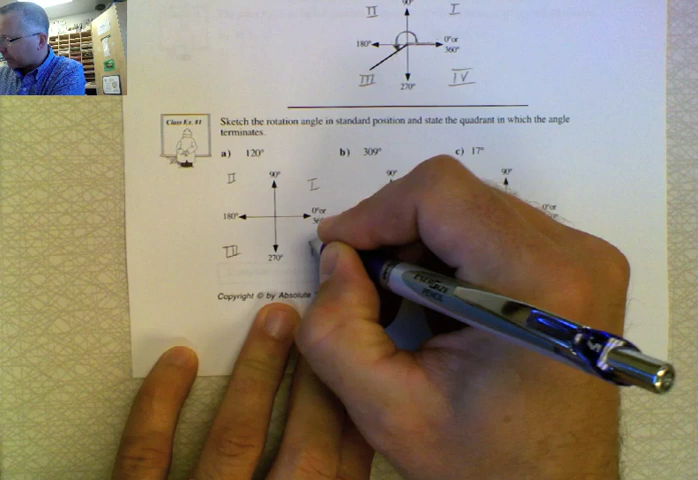 90°
II I
180° 0°or
360°
III IV
270°
Class Ex. #1
Sketch the rotation angle in standard position and state the quadrant in which the angle
terminates.
a) 120° b) 309° c) 17°
II 90° I 90° 90°
180° 0°or 0°or
III
270°
Copyright © by Absolute